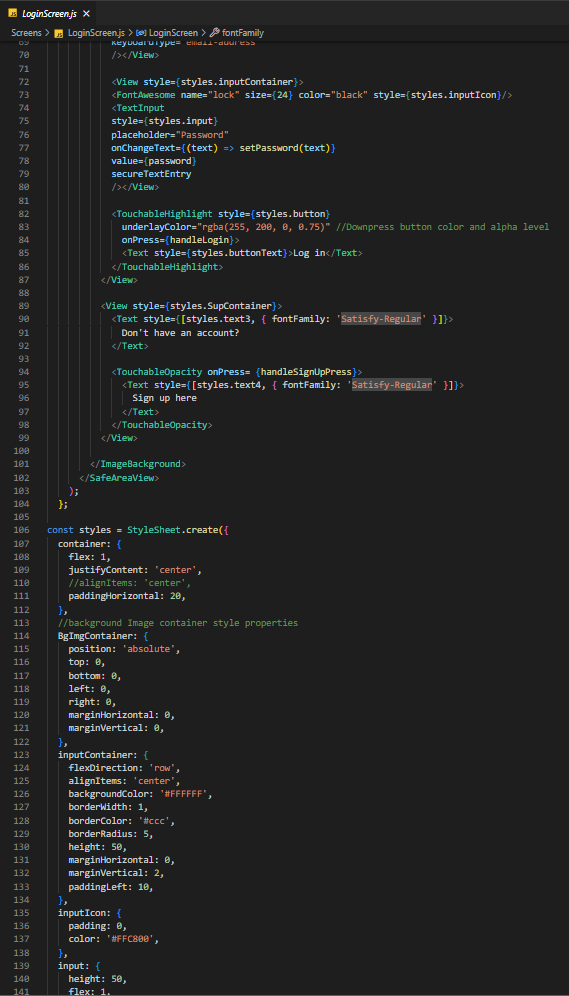 JS LoginScreen.js ×
Screens > JS LoginScreen.js > LoginScreen > fontFamily
69 keyboardType="email-address"
70 /></View>
71
72 <View style={styles.inputContainer}>
73 <FontAwesome name="lock" size={24} color="black" style={styles.inputIcon}/>
74 <TextInput
75 style={styles.input}
76 placeholder="Password"
77 onChangeText={(text) => setPassword(text)}
78 value={password}
79 secureTextEntry
80 /></View>
81
82 <TouchableHighlight style={styles.button}
83 underlayColor="rgba(255, 200, 0, 0.75)" //Downpress button color and alpha level
84 onPress={handleLogin}>
85 <Text style={styles.buttonText}>Log in</Text>
86 </TouchableHighlight>
87 </View>
88
89 <View style={styles.SupContainer}>
90 <Text style={[styles.text3, { fontFamily: 'Satisfy-Regular' }]}>
91 Don't have an account?
92 </Text>
93
94 <TouchableOpacity onPress= {handleSignUpPress}>
95 <Text style={[styles.text4, { fontFamily: 'Satisfy-Regular' }]}>
96 Sign up here
97 </Text>
98 </TouchableOpacity>
99 </View>
100
101 </ImageBackground>
102 </SafeAreaView>
103 );
104 };
105
106 const styles = StyleSheet.create({
107 container: {
108 flex: 1,
109 justifyContent: 'center',
110 //alignItems: 'center',
111 paddingHorizontal: 20,
112 },
113 //background Image container style properties
114 BgImgContainer: {
115 position: 'absolute',
116 top: 0,
117 bottom: 0,
118 left: 0,
119 right: 0,
120 marginHorizontal: 0,
121 marginVertical: 0,
122 },
123 inputContainer: {
124 flexDirection: 'row',
125 alignItems: 'center',
126 backgroundColor: '#FFFFFF',
127 borderWidth: 1,
128 borderColor: '#ccc',
129 borderRadius: 5,
130 height: 50,
131 marginHorizontal: 0,
132 marginVertical: 2,
133 paddingLeft: 10,
134 },
135 inputIcon: {
136 padding: 0,
137 color: '#FFC800',
138 },
139 input: {
140 height: 50,
141 flex: 1,